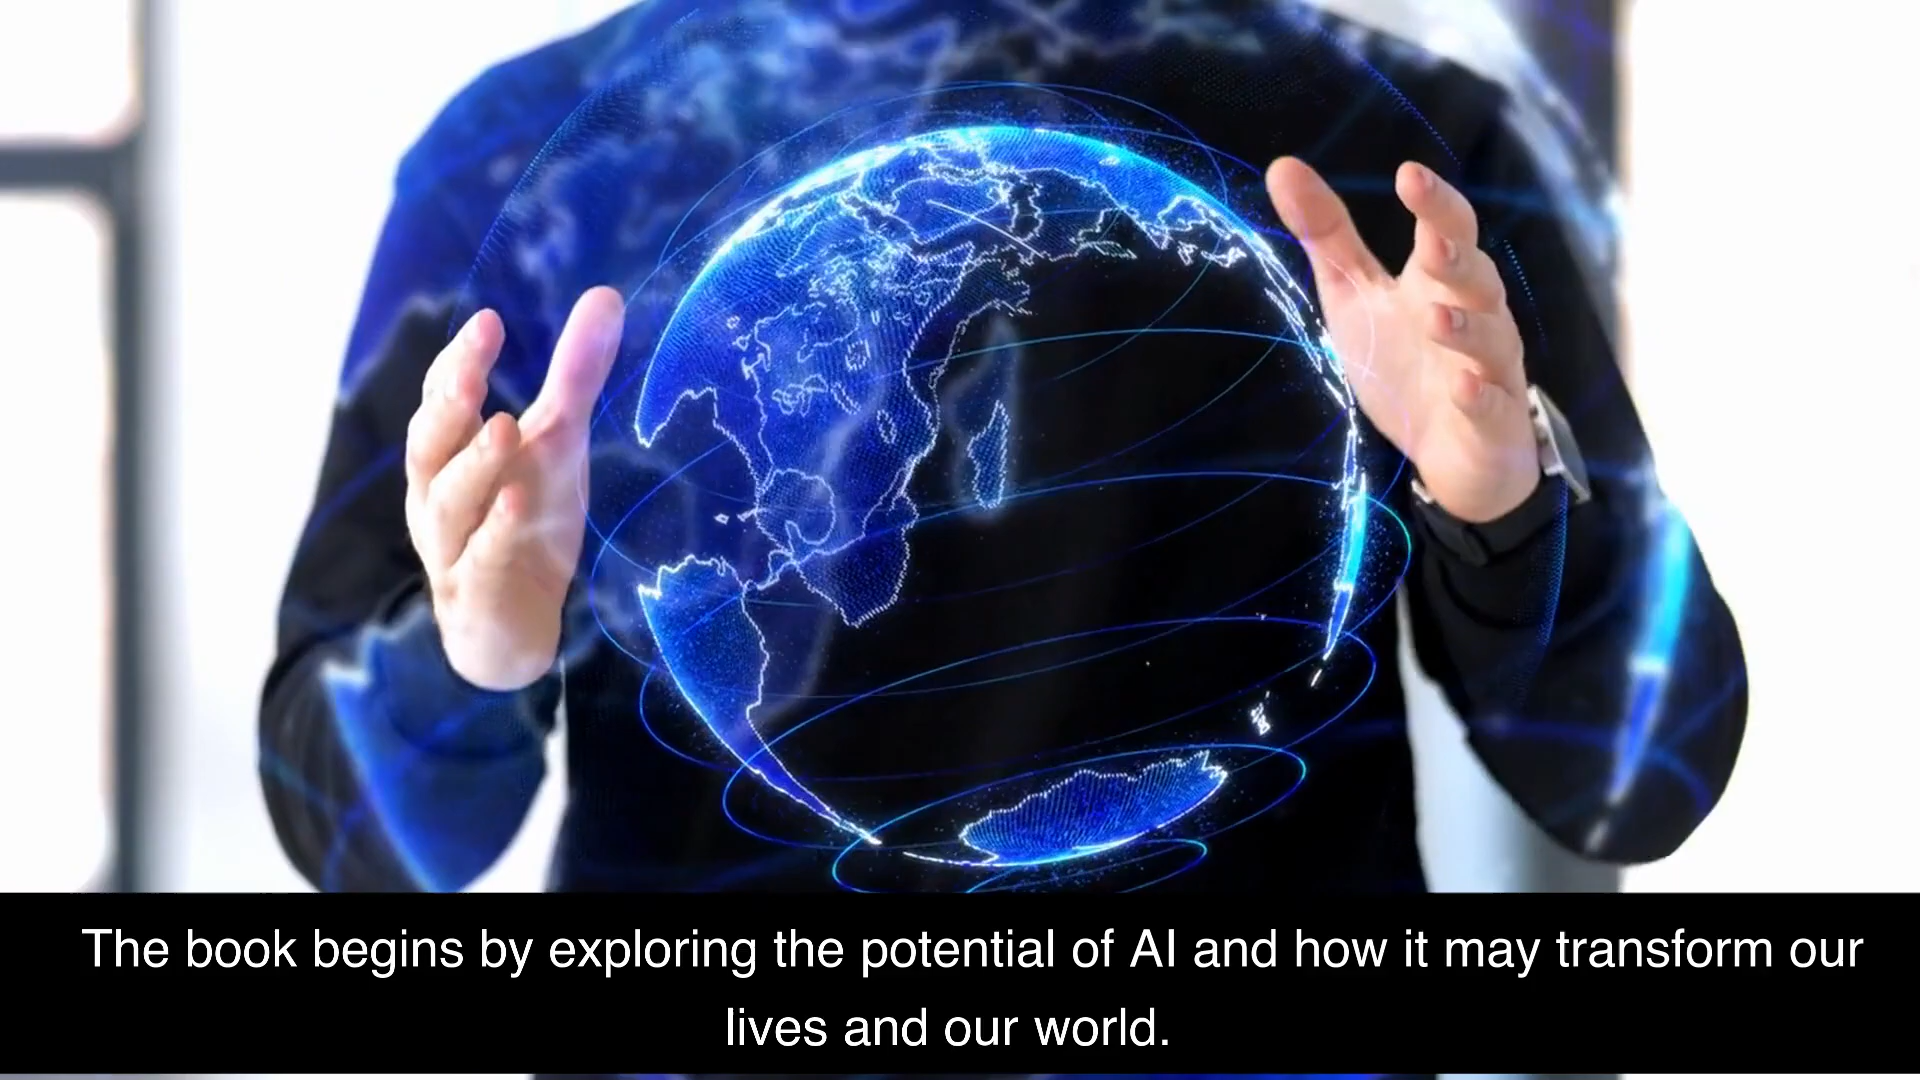 The book begins by exploring the potential of AI and how it may transform our
lives and our world.